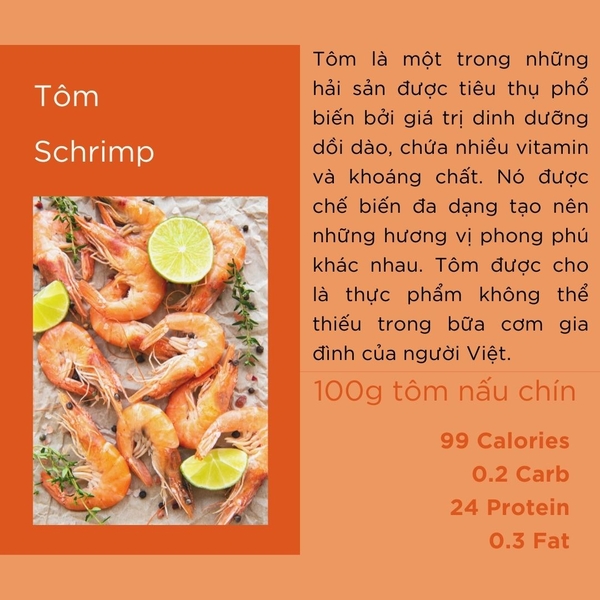 Tôm
Schrimp
Tôm là một trong những
hải sản được tiêu thụ phổ
biến bởi giá trị dinh dưỡng
dồi dào, chứa nhiều vitamin
và khoáng chất. Nó được
chế biến đa dạng tạo nên
những hương vị phong phú
khác nhau. Tôm được cho
là thực phẩm không thể
thiếu trong bữa cơm gia
đình của người Việt.
100g tôm nấu chín
99 Calories
0.2 Carb
24 Protein
0.3 Fat